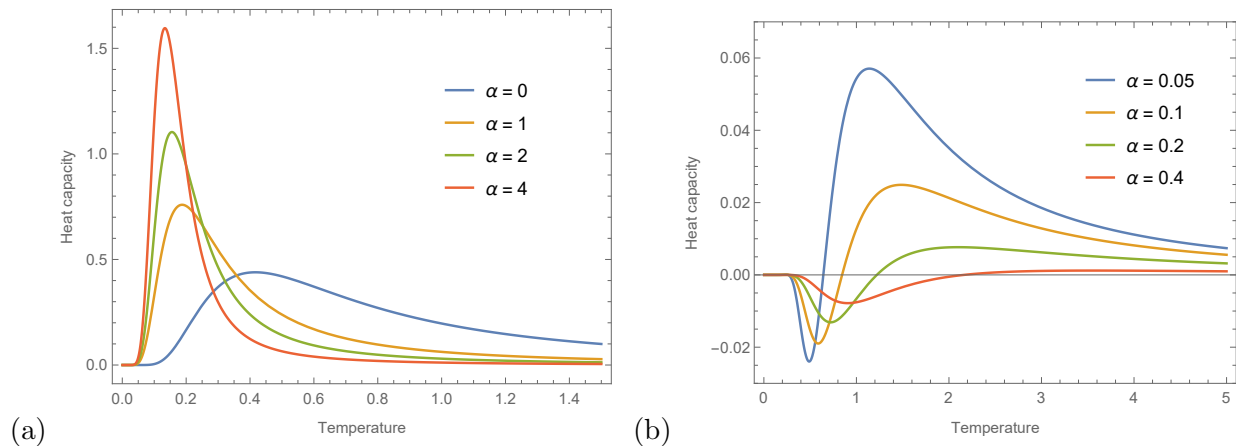 Heat capacity
1.5
1.0
0.5
0.0
0.0 0.2 0.4 0.6 0.8 1.0 1.2 1.4
Temperature
α = 0
α = 1
α = 2
α = 4
(a)
Heat capacity
0.06
0.04
0.02
0.00
-0.02
0 1 2 3 4 5
Temperature
α = 0.05
α = 0.1
α = 0.2
α = 0.4
(b)